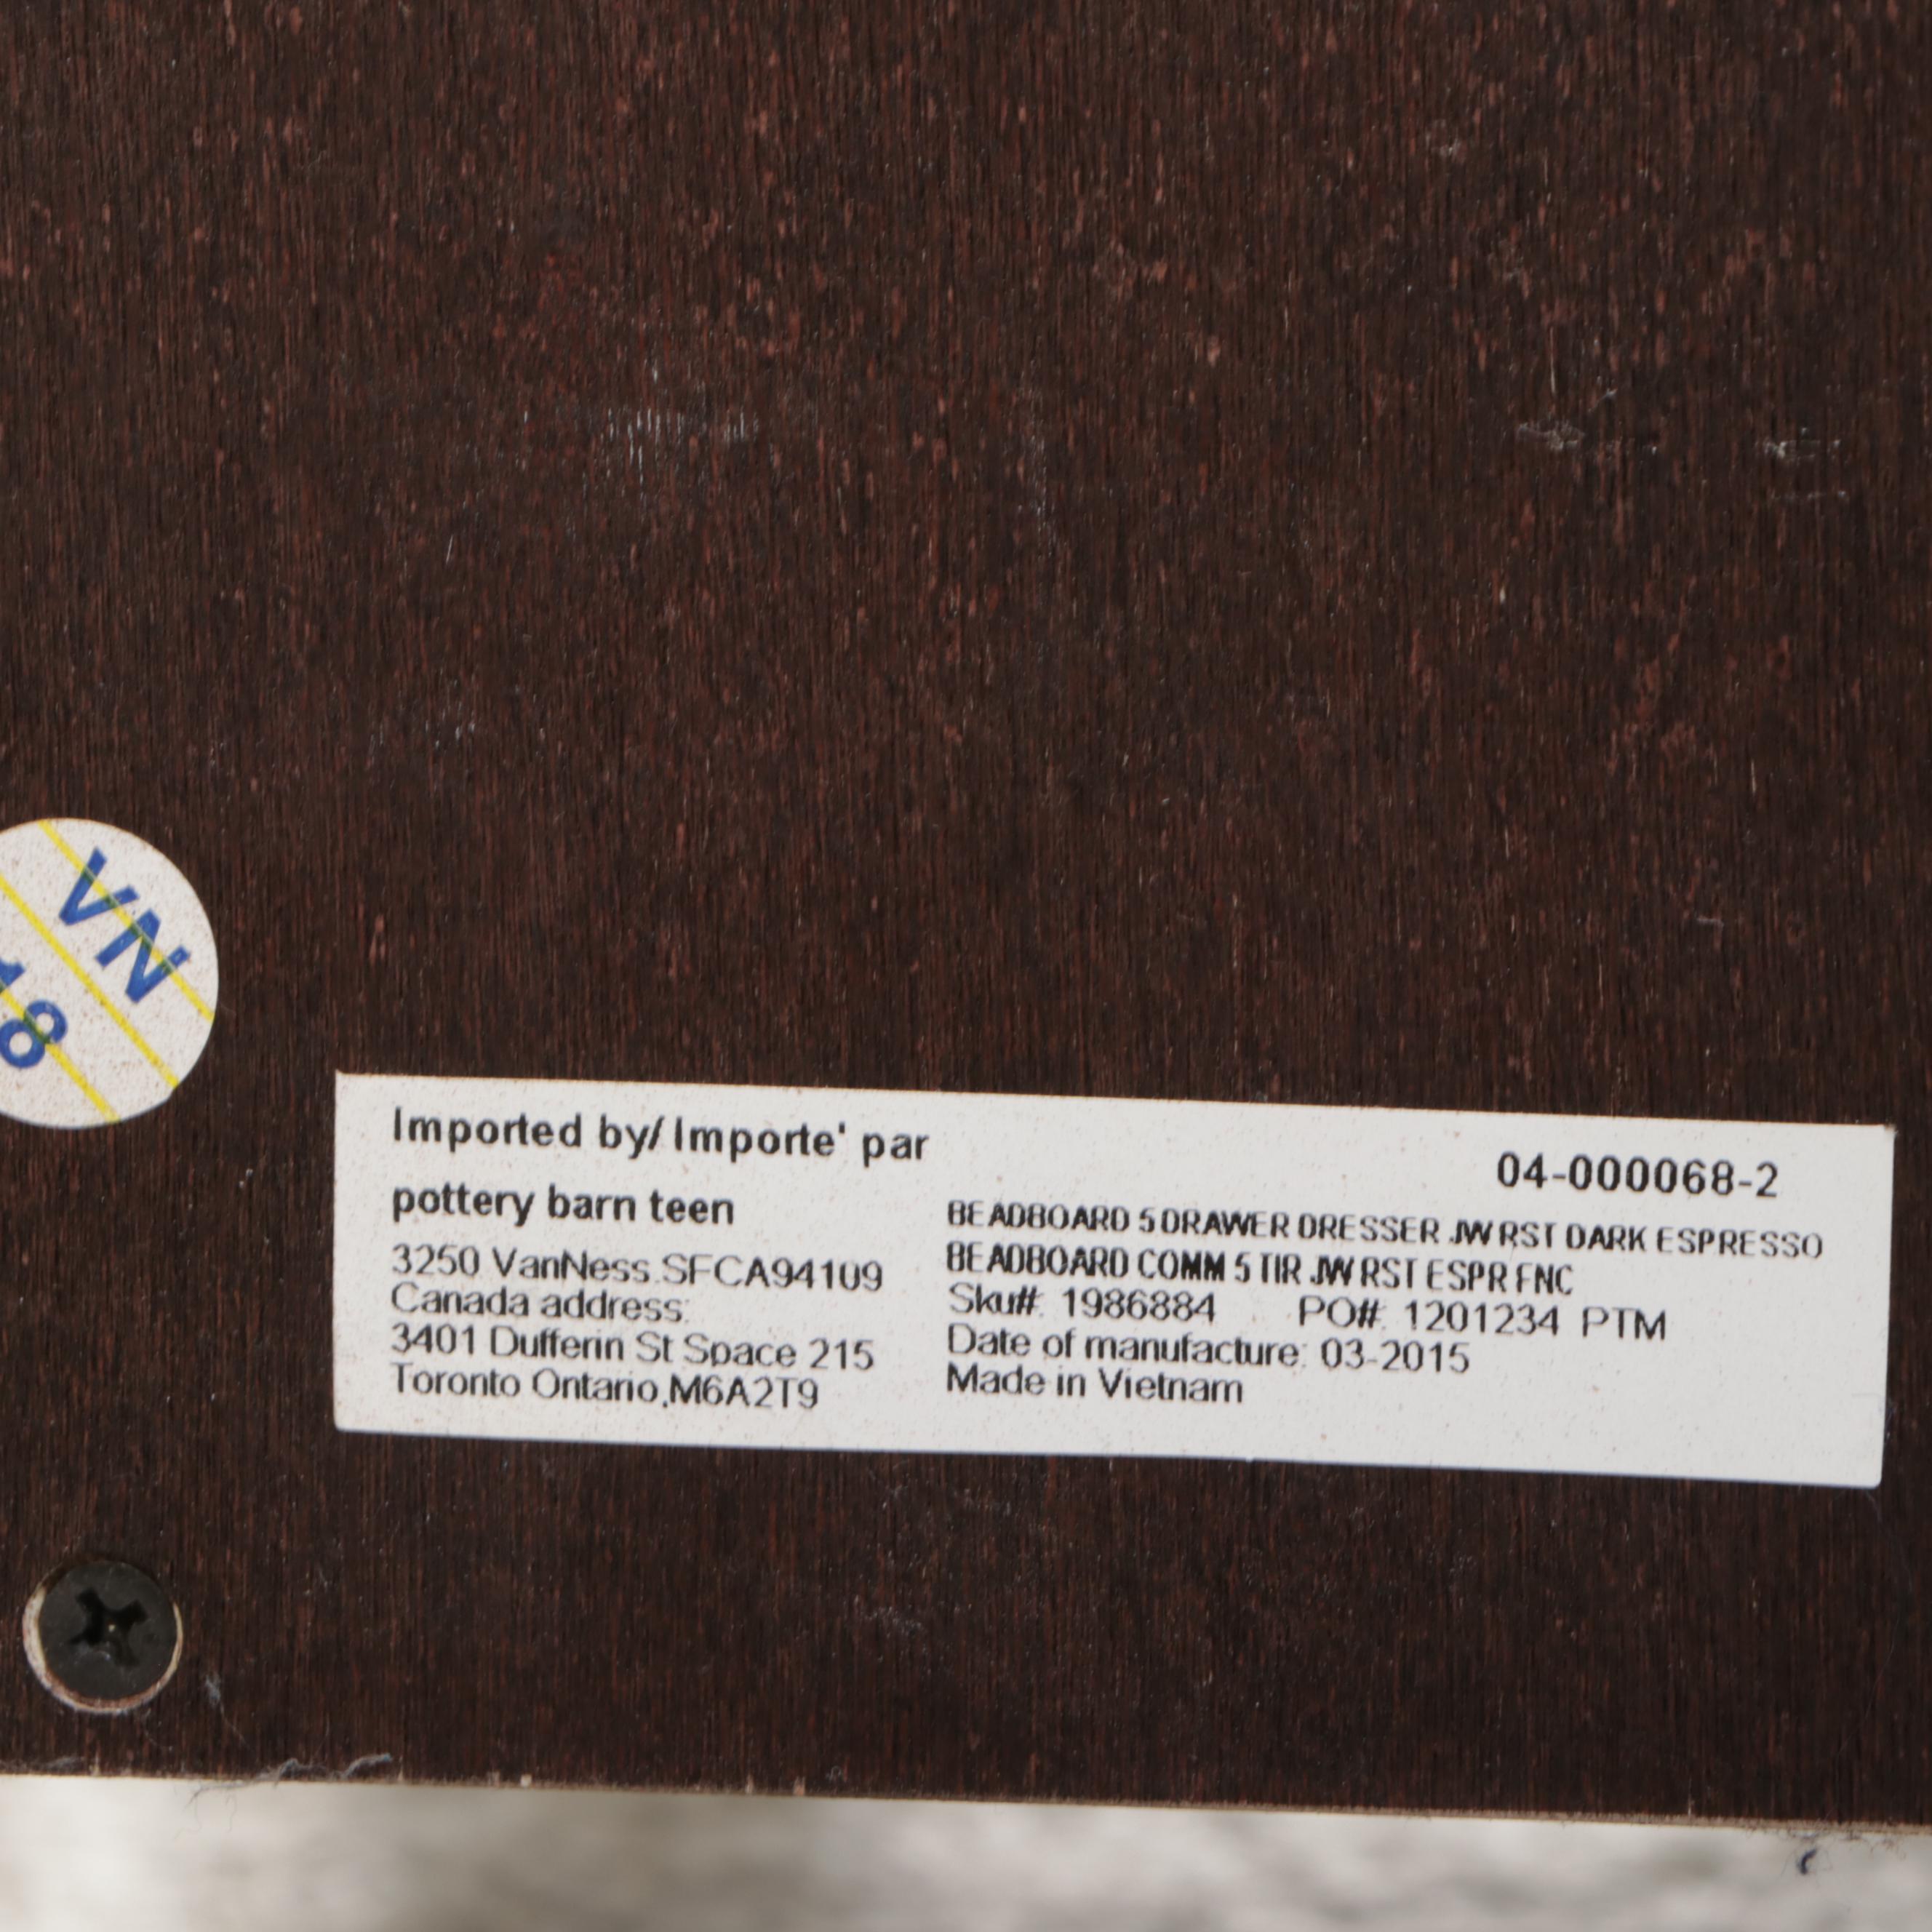 VN
18
Imported by/ Importe' par
04-000068-2
pottery barn teen
3250 VanNess.SFCA94109
Canada address:
3401 Dufferin St Space 215
Toronto Ontario,M6A2T9
BEADBOARD 5 DRAWER DRESSER JW RST DARK ESPRESSO
BEADBOARD COMM 5 TIR JW RST ESPR FNC
Sku#: 1986884 PO#: 1201234 PTM
Date of manufacture: 03-2015
Made in Vietnam